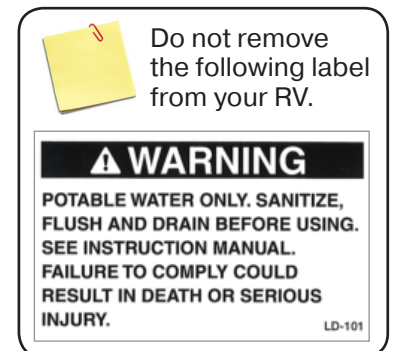 Do not remove
the following label
from your RV.
⚠ WARNING
POTABLE WATER ONLY. SANITIZE,
FLUSH AND DRAIN BEFORE USING.
SEE INSTRUCTION MANUAL.
FAILURE TO COMPLY COULD
RESULT IN DEATH OR SERIOUS
INJURY.
LD-101